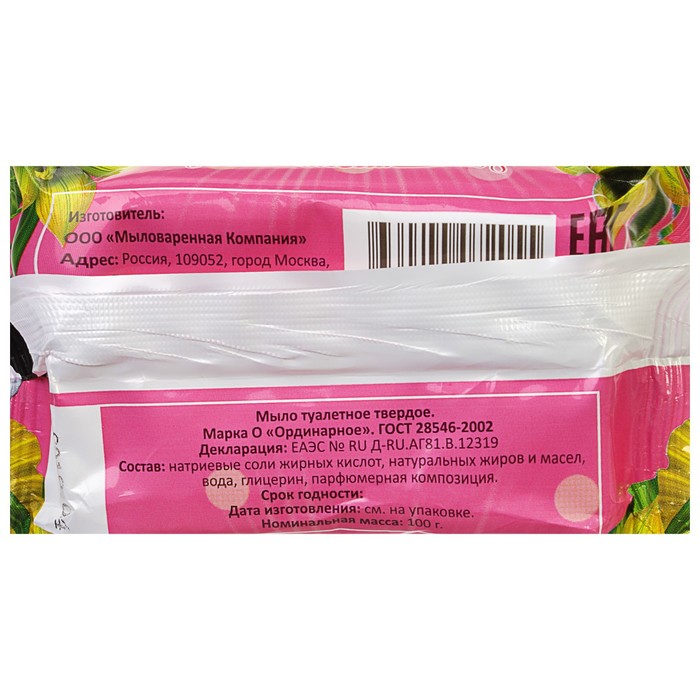 Изготовитель:
ООО «Мыловаренная Компания»
Адрес: Россия, 109052, город Москва,
ЕН
Мыло туалетное твердое.
Марка О «Ординарное». ГОСТ 28546-2002
Декларация: ЕАЭС № RU Д-RU.АГ81.В.12319
Состав: натриевые соли жирных кислот, натуральных жиров и масел,
вода, глицерин, парфюмерная композиция.
Срок годности:
Дата изготовления: см. на упаковке.
Номинальная масса: 100 г.